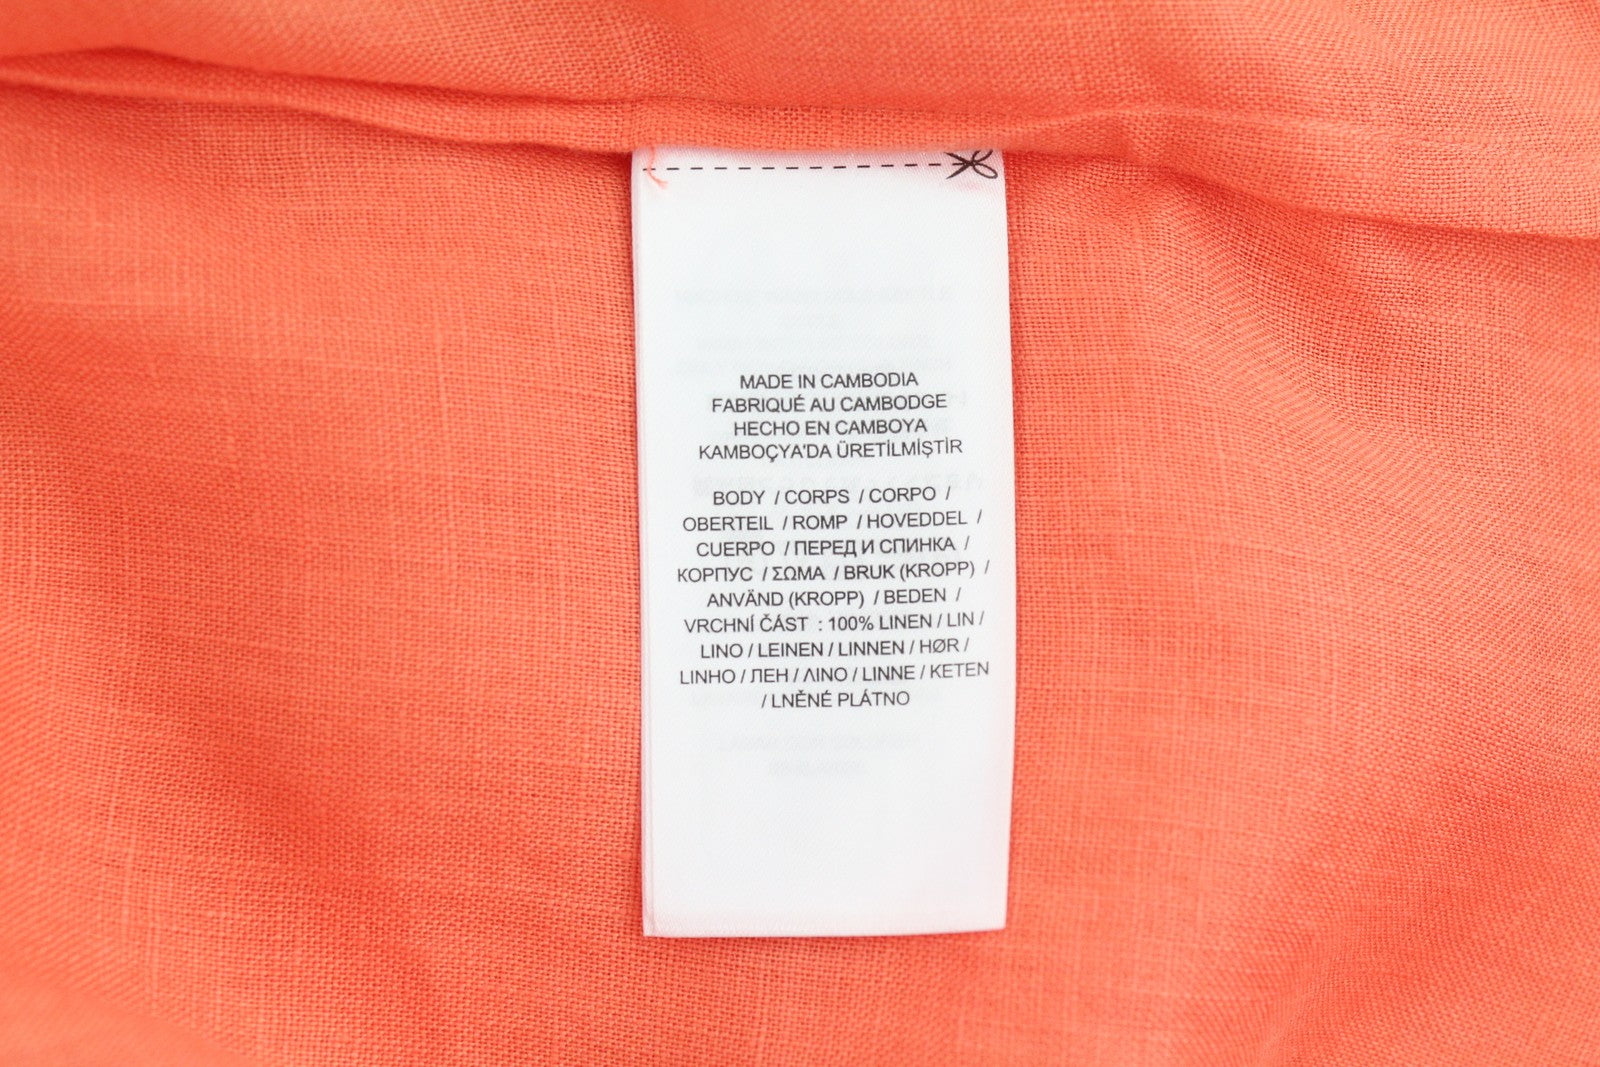 MADE IN CAMBODIA
FABRIQUÉ AU CAMBODGE
HECHO EN CAMBOYA
KAMBOÇYA'DA ÜRETİLMİŞTİR
BODY / CORPS / CORPO /
OBERTEIL / ROMP / HOVEDDEL /
CUERPO / ПЕРЕД И СПИНКА /
КОРПУС / ΣΩΜΑ / BRUK (KROPP) /
ANVÄND (KROPP) / BEDEN /
VRCHNÍ ČÁST : 100% LINEN / LIN /
LINO / LEINEN / LINNEN / HØR /
LINHO / ЛЕН / ΛΙΝΟ / LINNE / KETEN
/ LNĚNÉ PLÁTNO